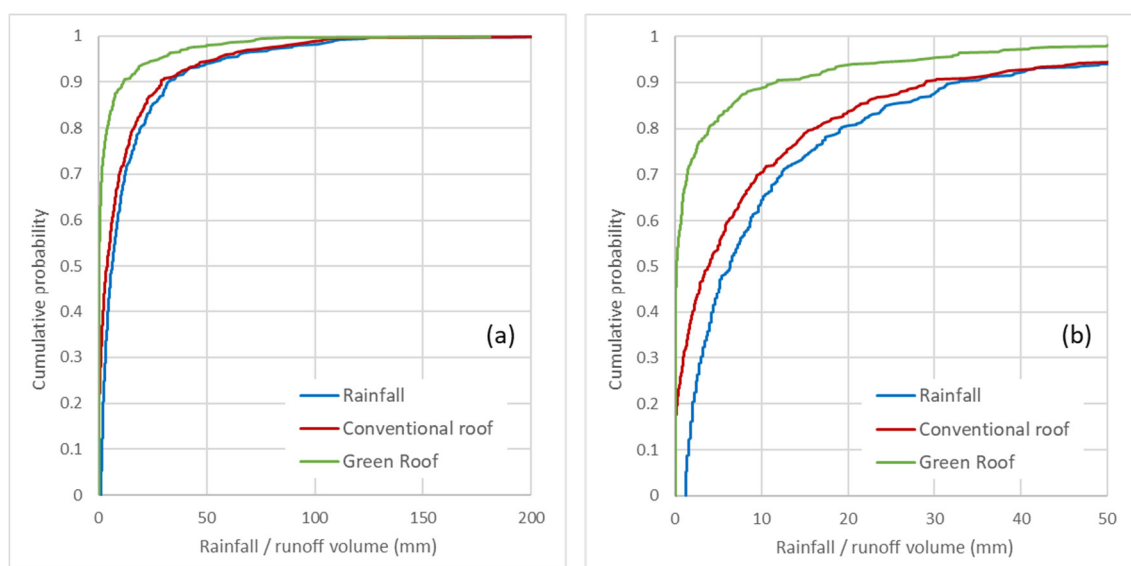 1
0.9
0.8
0.7
0.6
0.5
0.4
0.3
0.2
0.1
0
Cumulative probability
(a)
Rainfall
Conventional roof
Green Roof
0 50 100 150 200
Rainfall / runoff volume (mm)
1
0.9
0.8
0.7
0.6
0.5
0.4
0.3
0.2
0.1
0
Cumulative probability
(b)
Rainfall
Conventional roof
Green Roof
0 10 20 30 40 50
Rainfall / runoff volume (mm)